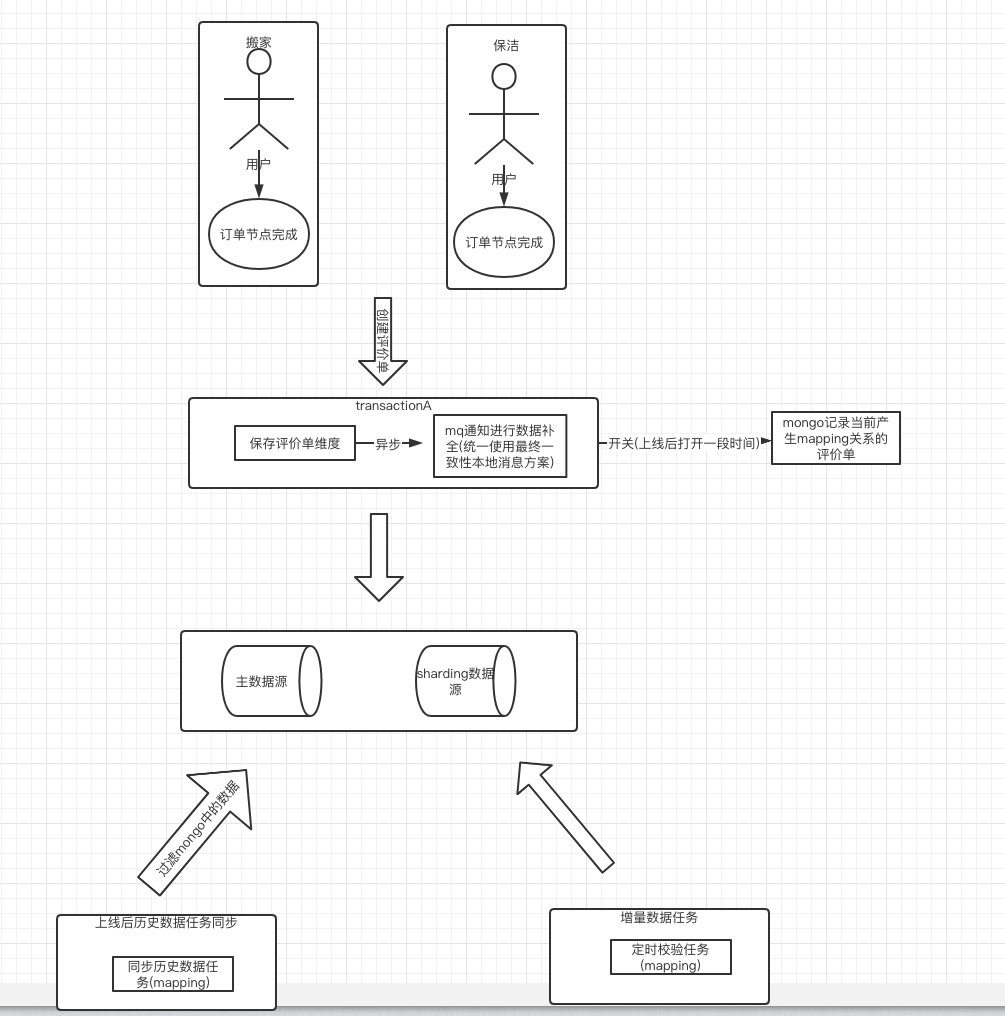 搬家
保洁
用户
用户
订单节点完成
订单节点完成
创建评价单
transactionA
保存评价单维度
异步
mq通知进行数据补
全(统一使用最终一
致性本地消息方案)
开关(上线后打开一段时间)
mongo记录当前产
生mapping关系的
评价单
主数据源
sharding数据
源
过滤mongo中的数据
上线后历史数据任务同步
同步历史数据任
务(mapping)
增量数据任务
定时校验任务
(mapping)